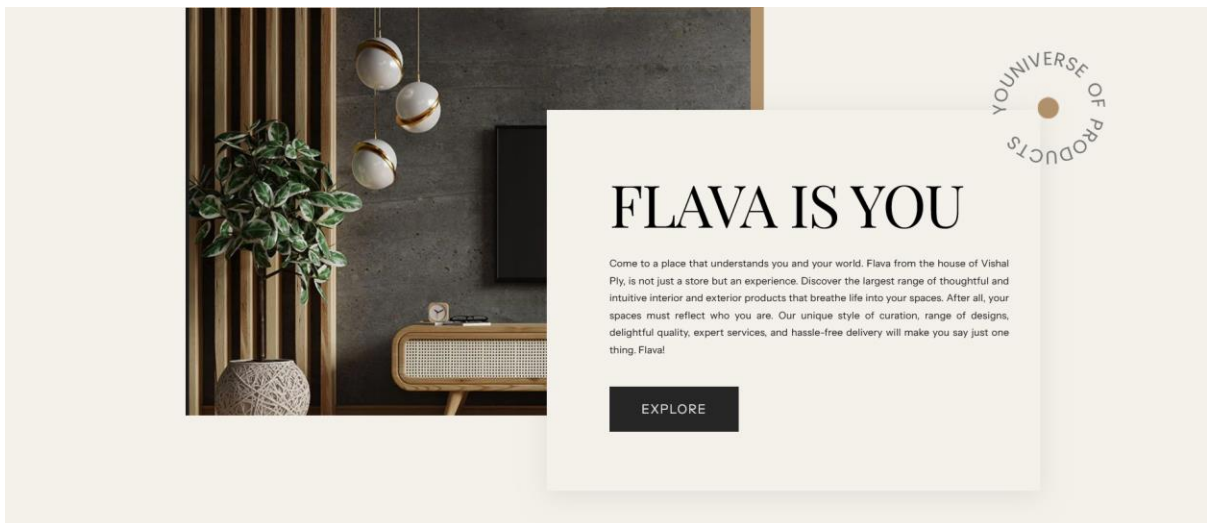 YOUNIVERSE OF PRODUCTS
FLAVA IS YOU
Come to a place that understands you and your world. Flava from the house of Vishal
Ply, is not just a store but an experience. Discover the largest range of thoughtful and
intuitive interior and exterior products that breathe life into your spaces. After all, your
spaces must reflect who you are. Our unique style of curation, range of designs,
delightful quality, expert services, and hassle-free delivery will make you say just one
thing. Flava!
EXPLORE